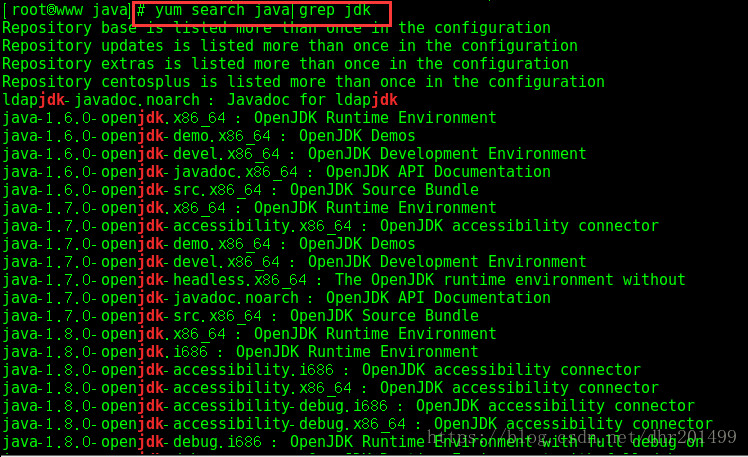 [root@www java]# yum search java|grep jdk
Repository base is listed more than once in the configuration
Repository updates is listed more than once in the configuration
Repository extras is listed more than once in the configuration
Repository centosplus is listed more than once in the configuration
ldapjdk-javadoc.noarch : Javadoc for ldapjdk
java-1.6.0-openjdk.x86_64 : OpenJDK Runtime Environment
java-1.6.0-openjdk-demo.x86_64 : OpenJDK Demos
java-1.6.0-openjdk-devel.x86_64 : OpenJDK Development Environment
java-1.6.0-openjdk-javadoc.x86_64 : OpenJDK API Documentation
java-1.6.0-openjdk-src.x86_64 : OpenJDK Source Bundle
java-1.7.0-openjdk.x86_64 : OpenJDK Runtime Environment
java-1.7.0-openjdk-accessibility.x86_64 : OpenJDK accessibility connector
java-1.7.0-openjdk-demo.x86_64 : OpenJDK Demos
java-1.7.0-openjdk-devel.x86_64 : OpenJDK Development Environment
java-1.7.0-openjdk-headless.x86_64 : The OpenJDK runtime environment without
java-1.7.0-openjdk-javadoc.noarch : OpenJDK API Documentation
java-1.7.0-openjdk-src.x86_64 : OpenJDK Source Bundle
java-1.8.0-openjdk.x86_64 : OpenJDK Runtime Environment
java-1.8.0-openjdk.i686 : OpenJDK Runtime Environment
java-1.8.0-openjdk-accessibility.i686 : OpenJDK accessibility connector
java-1.8.0-openjdk-accessibility.x86_64 : OpenJDK accessibility connector
java-1.8.0-openjdk-accessibility-debug.i686 : OpenJDK accessibility connector
java-1.8.0-openjdk-accessibility-debug.x86_64 : OpenJDK accessibility connector
java-1.8.0-openjdk-debug.i686 : OpenJDK Runtime Environment with full debug on
https://blog.csdn.net/dhr201499